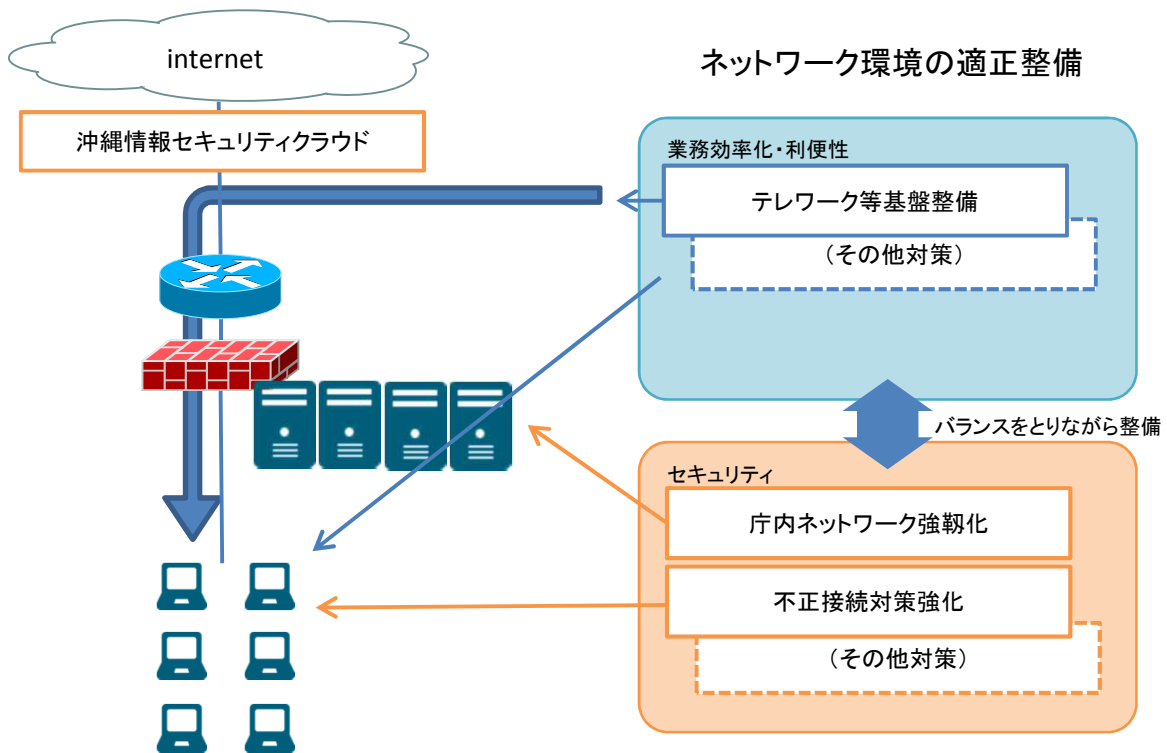 internet
ネットワーク環境の適正整備
沖縄情報セキュリティクラウド
業務効率化・利便性
テレワーク等基盤整備
（その他対策）
バランスをとりながら整備
セキュリティ
庁内ネットワーク強靱化
不正接続対策強化
（その他対策）